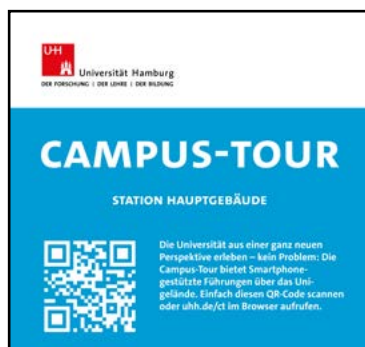 UHH
Universität Hamburg
DER FORSCHUNG | DER LEHRE | DER BILDUNG
CAMPUS-TOUR
STATION HAUPTGEBÄUDE
Die Universität aus einer ganz neuen
Perspektive erleben – kein Problem: Die
Campus-Tour bietet Smartphone-
gestützte Führungen über das Uni-
gelände. Einfach diesen QR-Code scannen
oder uhh.de/ct im Browser aufrufen.